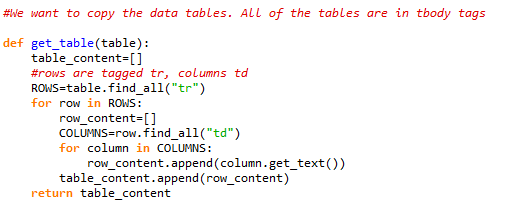 #We want to copy the data tables. All of the tables are in tbody tags
def get_table(table):
    table_content=[]
    #rows are tagged tr, columns td
    ROWS=table.find_all("tr")
    for row in ROWS:
        row_content=[]
        COLUMNS=row.find_all("td")
        for column in COLUMNS:
            row_content.append(column.get_text())
        table_content.append(row_content)
    return table_content